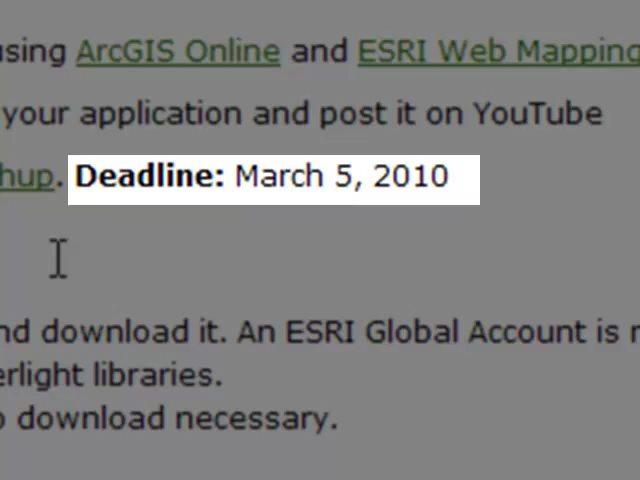 using ArcGIS Online and ESRI Web Mapping
your application and post it on YouTube
hup. Deadline: March 5, 2010
nd download it. An ESRI Global Account is
erlight libraries.
o download necessary.